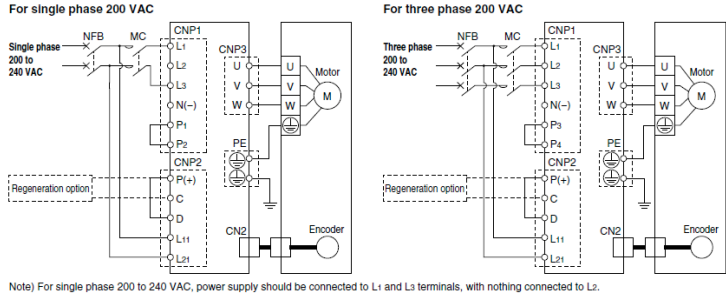 For single phase 200 VAC
NFB
MC
CNP1
Single phase
200 to
240 VAC
L1
L2
L3
N(−)
P1
P2
CNP3
U
V
W
U
V
W
Motor
M
PE
CNP2
Regeneration option
P(+)
C
D
L11
L21
CN2
Encoder
For three phase 200 VAC
NFB
MC
CNP1
Three phase
200 to
240 VAC
L1
L2
L3
N(−)
P3
P4
CNP3
U
V
W
U
V
W
Motor
M
PE
CNP2
Regeneration option
P(+)
C
D
L11
L21
CN2
Encoder
Note) For single phase 200 to 240 VAC, power supply should be connected to L1 and L3 terminals, with nothing connected to L2.